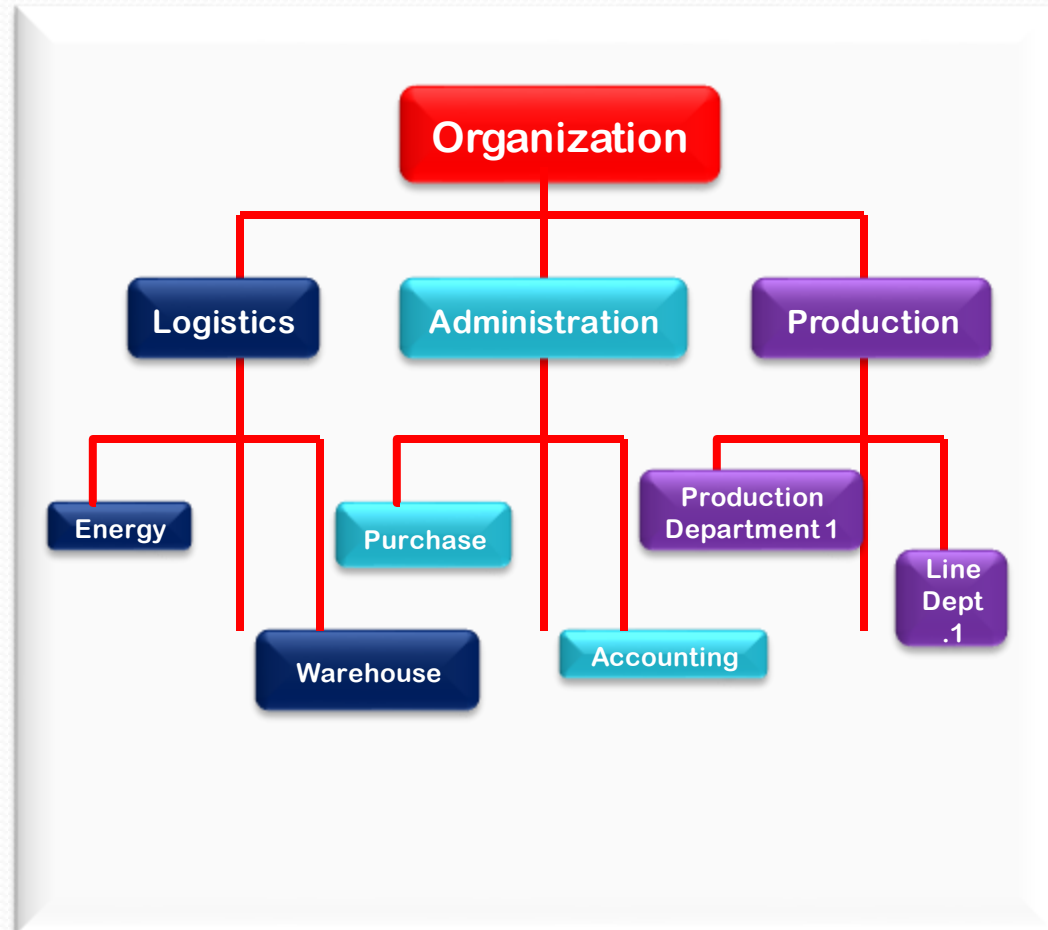 Organization
Logistics
Administration
Production
Energy
Purchase
Production
Department 1
Line
Dept
.1
Warehouse
Accounting